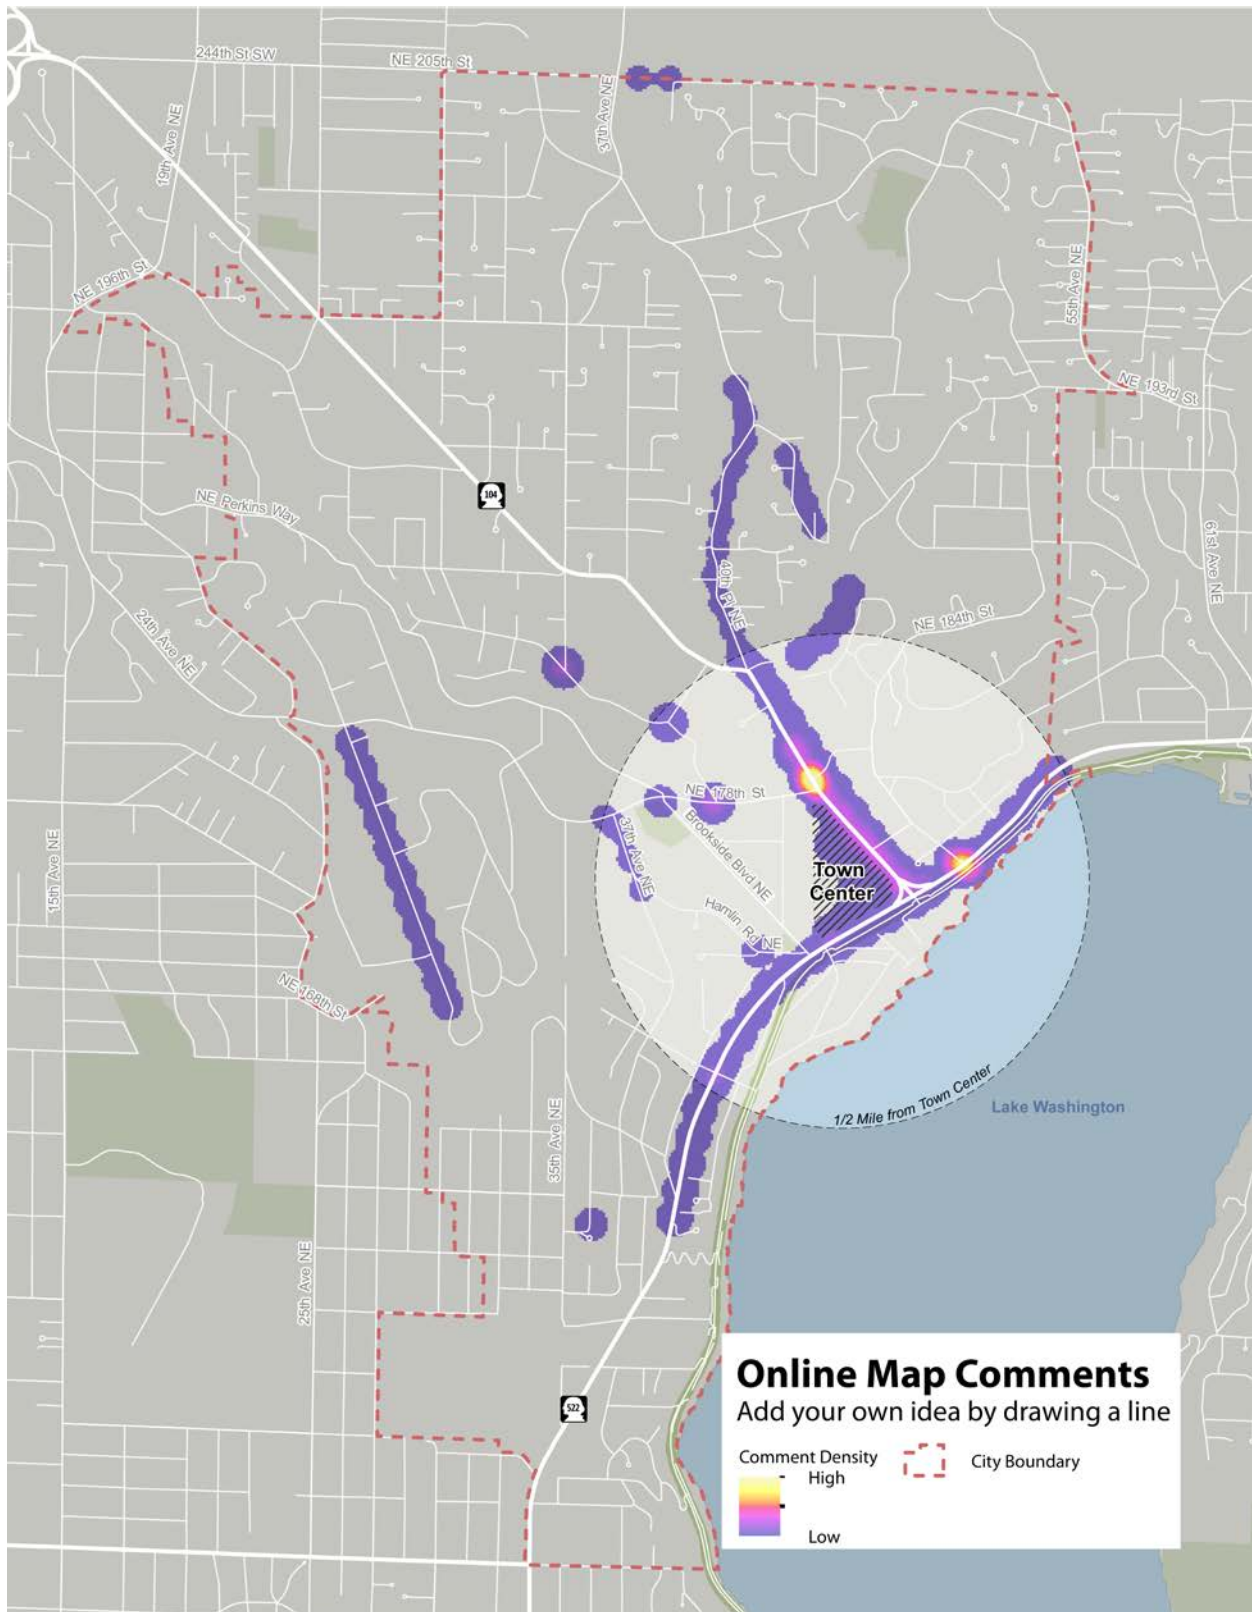 244th St SW
NE 205th St
37th Ave NE
19th Ave NE
NE 196th St
55th Ave NE
NE 193rd St
104
NE Perkins Way
61st Ave NE
40th Pl NE
24th Ave NE
NE 184th St
NE 178th St
37th Ave NE
Brookside Blvd NE
Town
Center
15th Ave NE
Hamlin Rd NE
NE 168th St
35th Ave NE
1/2 Mile from Town Center
Lake Washington
25th Ave NE
522
Online Map Comments
Add your own idea by drawing a line
Comment Density
High
Low
City Boundary